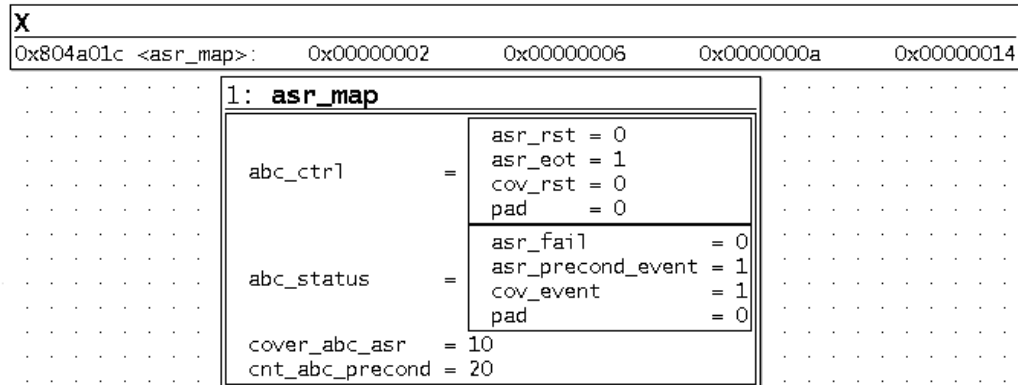 X
0x804a01c <asr_map>: 0x00000002 0x00000006 0x0000000a 0x00000014
1: asr_map
abc_ctrl =
asr_rst = 0
asr_eot = 1
cov_rst = 0
pad = 0
abc_status =
asr_fail = 0
asr_precond_event = 1
cov_event = 1
pad = 0
cover_abc_asr = 10
cnt_abc_precond = 20